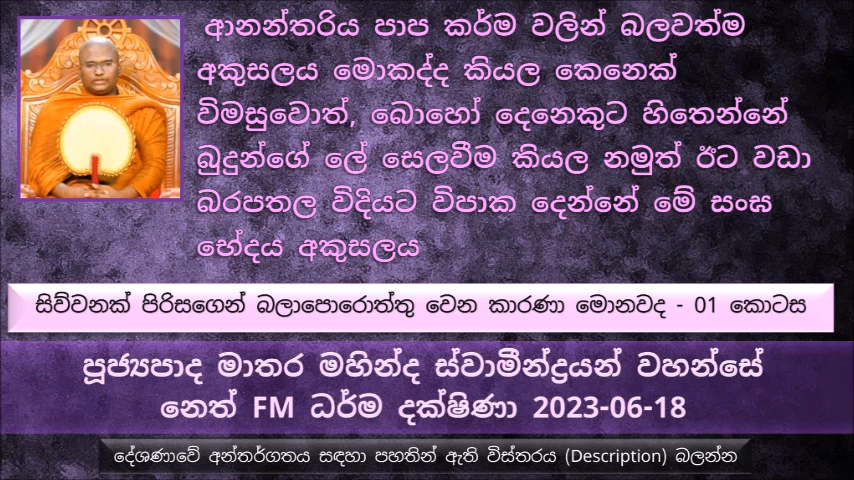 ආනන්තරිය පාප කර්ම වලින් බලවත්ම
අකුසලය මොකද්ද කියල කෙනෙක්
විමසුවොත්, බොහෝ දෙනෙකුට හිතෙන්නේ
බුදුන්ගේ ලේ සෙලවීම කියල නමුත් ඊට වඩා
බරපතල විදියට විපාක දෙන්නේ මේ සංඝ
භේදය අකුසලය
සිව්වනක් පිරිසගෙන් බලාපොරොත්තු වෙන කාරණා මොනවද - 01 කොටස
පූජ්‍යපාද මාතර මහින්ද ස්වාමීන්ද්‍රයන් වහන්සේ
නෙත් FM ධර්ම දක්ෂිණා 2023-06-18
දේශණාවේ අන්තර්ගතය සඳහා පහතින් ඇති විස්තරය (Description) බලන්න